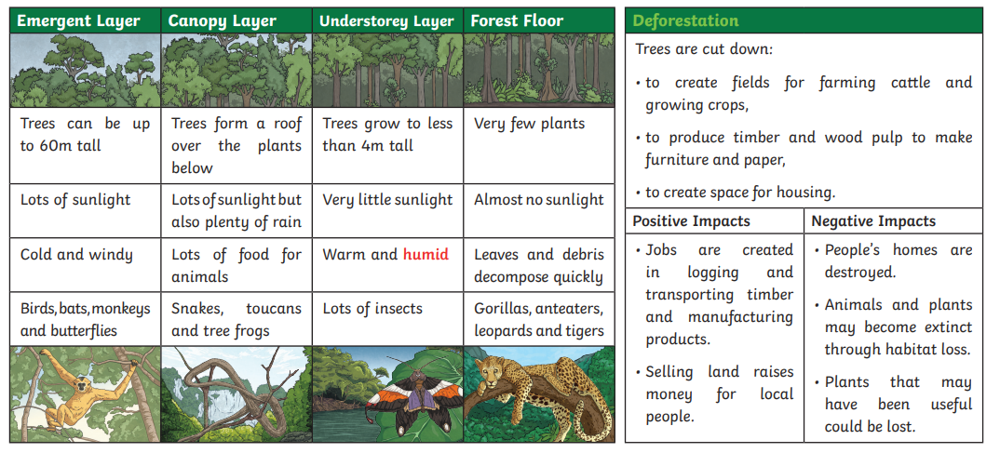 Emergent Layer
Canopy Layer
Understorey Layer
Forest Floor
Trees can be up
to 60m tall
Trees form a roof
over the plants
below
Trees grow to less
than 4m tall
Very few plants
Lots of sunlight
Lots of sunlight but
also plenty of rain
Very little sunlight
Almost no sunlight
Cold and windy
Lots of food for
animals
Warm and humid
Leaves and debris
decompose quickly
Birds, bats, monkeys
and butterflies
Snakes, toucans
and tree frogs
Lots of insects
Gorillas, anteaters,
leopards and tigers
Deforestation
Trees are cut down:
• to create fields for farming cattle and
growing crops,
• to produce timber and wood pulp to make
furniture and paper,
• to create space for housing.
Positive Impacts
• Jobs are created
in logging and
transporting timber
and manufacturing
products.
• Selling land raises
money for local
people.
Negative Impacts
• People's homes are
destroyed.
• Animals and plants
may become extinct
through habitat loss.
• Plants that may
have been useful
could be lost.